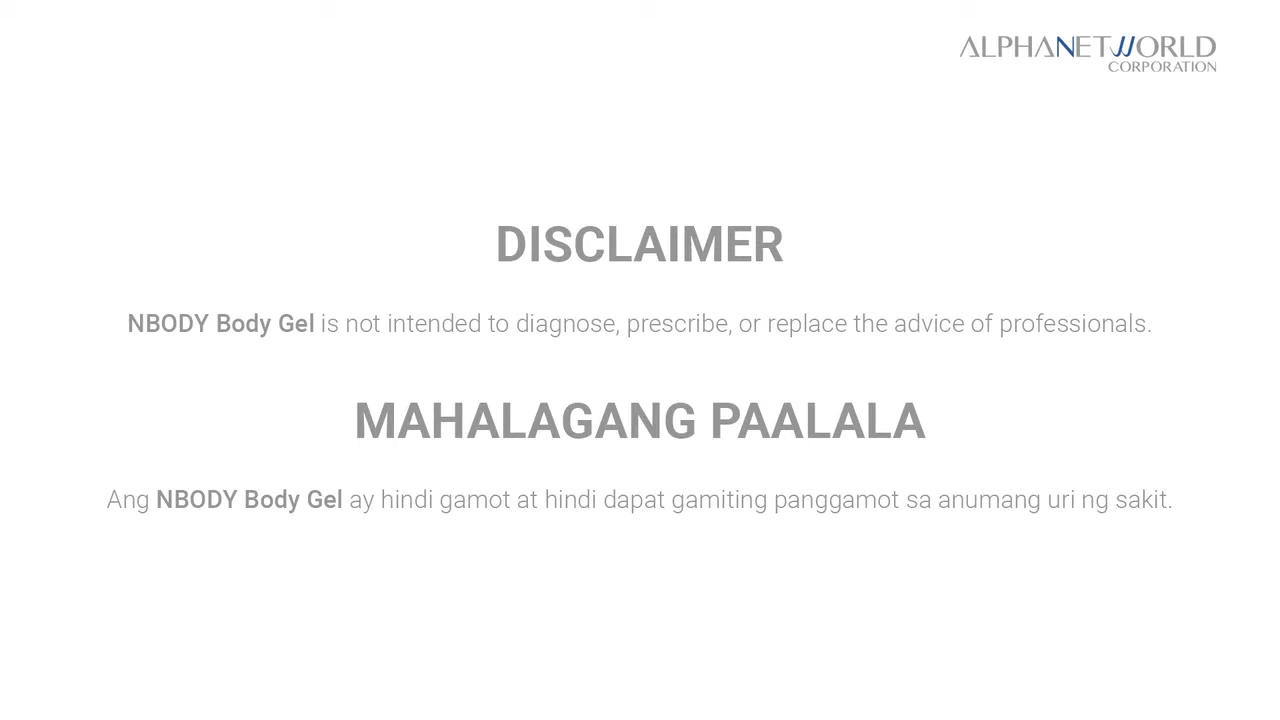 ALPHANETWORLD
CORPORATION
DISCLAIMER
NBODY Body Gel is not intended to diagnose, prescribe, or replace the advice of professionals.
MAHALAGANG PAALALA
Ang NBODY Body Gel ay hindi gamot at hindi dapat gamiting panggamot sa anumang uri ng sakit.